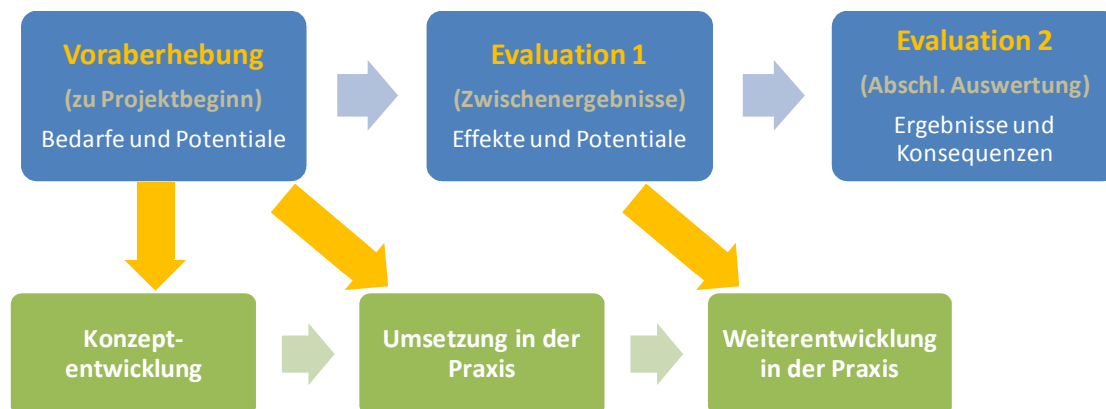 Voraberhebung
(zu Projektbeginn)
Bedarfe und Potentiale
Evaluation 1
(Zwischenergebnisse)
Effekte und Potentiale
Evaluation 2
(Abschl. Auswertung)
Ergebnisse und
Konsequenzen
Konzept-
entwicklung
Umsetzung in der
Praxis
Weiterentwicklung
in der Praxis